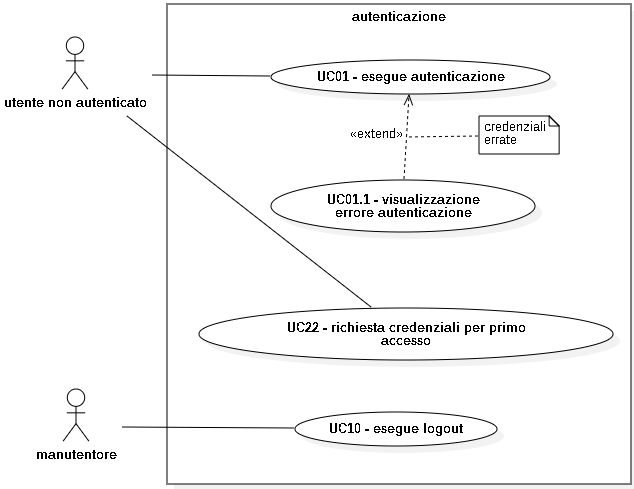 autenticazione
UC01 - esegue autenticazione
utente non autenticato
«extend»
credenziali
errate
UC01.1 - visualizzazione
errore autenticazione
UC22 - richiesta credenziali per primo
accesso
UC10 - esegue logout
manutentore